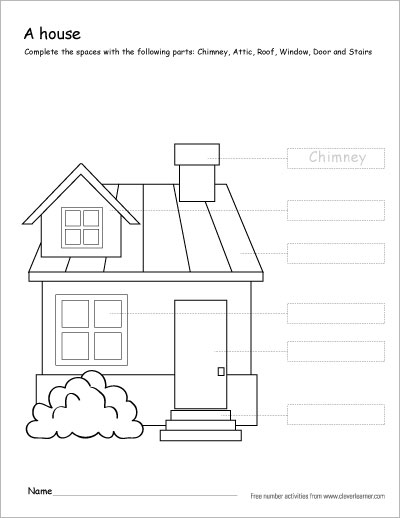 A house
Complete the spaces with the following parts: Chimney, Attic, Roof, Window, Door and Stairs
Chimney
Name
Free number activities from www.cleverlearner.com